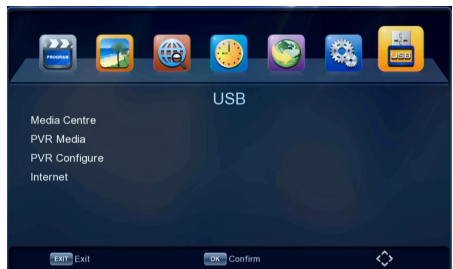 PROGRAM
USB
USB
Media Centre
PVR Media
PVR Configure
Internet
EXIT Exit
OK Confirm